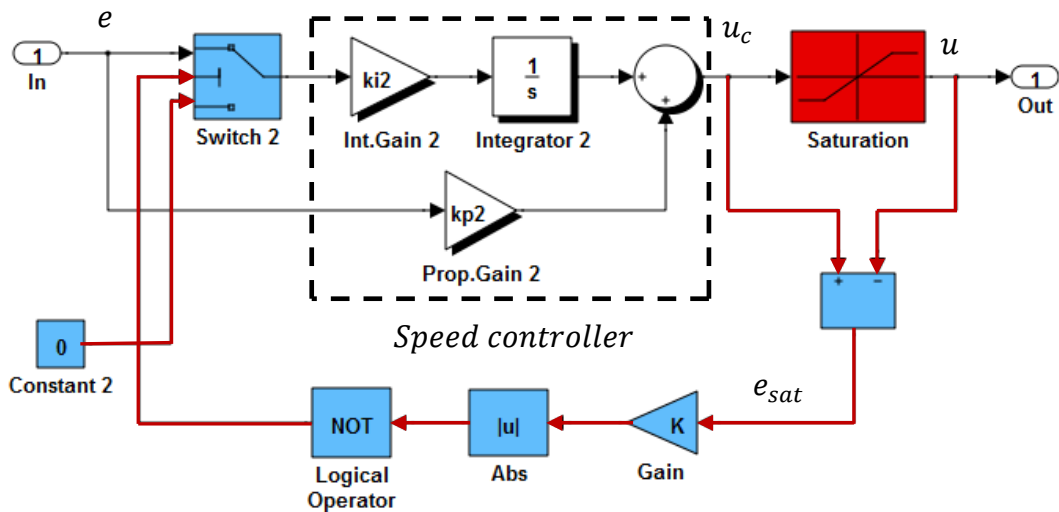 e
1
In
Switch 2
ki2
Int.Gain 2
1
s
Integrator 2
+
+
u_c
Saturation
u
1
Out
kp2
Prop.Gain 2
+ −
Speed controller
0
Constant 2
e_sat
NOT
Logical
Operator
|u|
Abs
K
Gain